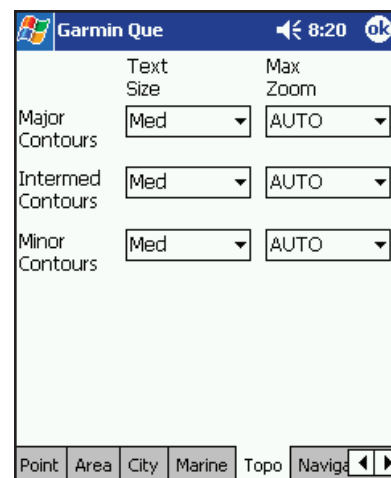 Garmin Que 8:20 ok
Text Size
Max Zoom
Major Contours
Med AUTO
Intermed Contours
Med AUTO
Minor Contours
Med AUTO
Point Area City Marine Topo Naviga